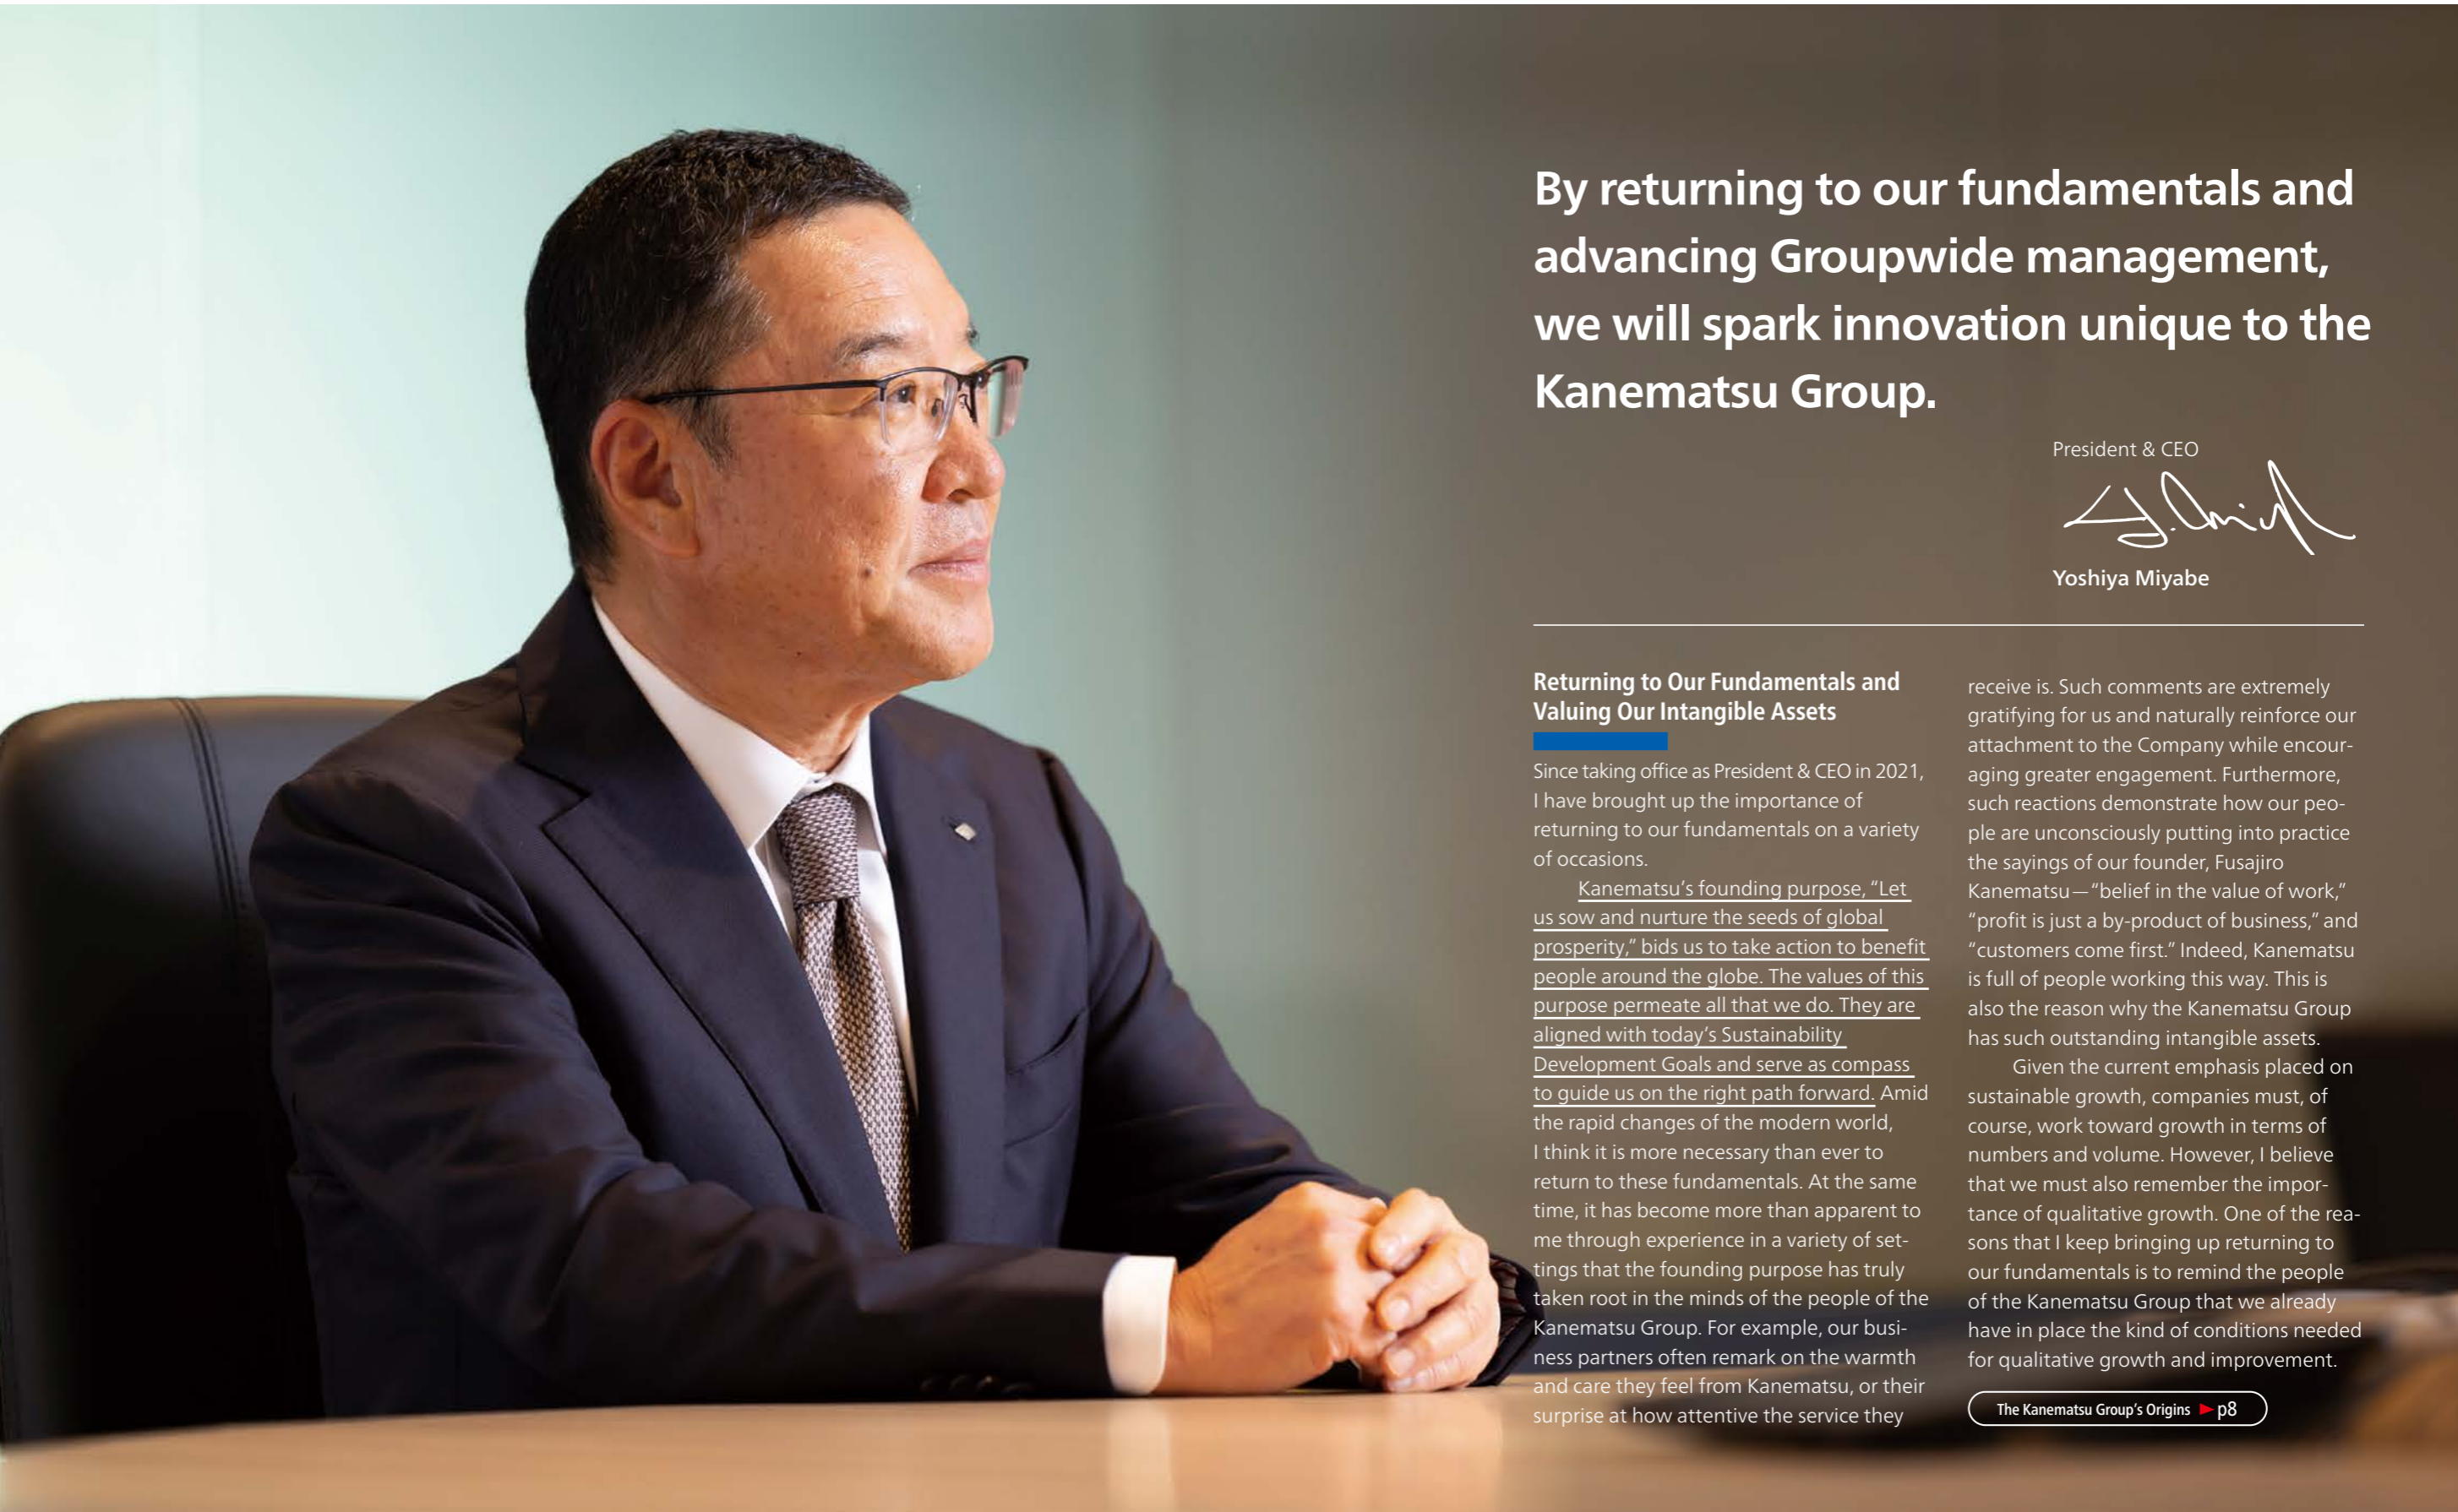 By returning to our fundamentals and
advancing Groupwide management,
we will spark innovation unique to the
Kanematsu Group.
President & CEO
Yoshiya Miyabe
Returning to Our Fundamentals and
Valuing Our Intangible Assets
Since taking office as President & CEO in 2021,
I have brought up the importance of
returning to our fundamentals on a variety
of occasions.
Kanematsu’s founding purpose, “Let
us sow and nurture the seeds of global
prosperity,” bids us to take action to benefit
people around the globe. The values of this
purpose permeate all that we do. They are
aligned with today’s Sustainability
Development Goals and serve as compass
to guide us on the right path forward. Amid
the rapid changes of the modern world,
I think it is more necessary than ever to
return to these fundamentals. At the same
time, it has become more than apparent to
me through experience in a variety of set-
tings that the founding purpose has truly
taken root in the minds of the people of the
Kanematsu Group. For example, our busi-
ness partners often remark on the warmth
and care they feel from Kanematsu, or their
surprise at how attentive the service they
receive is. Such comments are extremely
gratifying for us and naturally reinforce our
attachment to the Company while encour-
aging greater engagement. Furthermore,
such reactions demonstrate how our peo-
ple are unconsciously putting into practice
the sayings of our founder, Fusajiro
Kanematsu—“belief in the value of work,”
“profit is just a by-product of business,” and
“customers come first.” Indeed, Kanematsu
is full of people working this way. This is
also the reason why the Kanematsu Group
has such outstanding intangible assets.
Given the current emphasis placed on
sustainable growth, companies must, of
course, work toward growth in terms of
numbers and volume. However, I believe
that we must also remember the impor-
tance of qualitative growth. One of the rea-
sons that I keep bringing up returning to
our fundamentals is to remind the people
of the Kanematsu Group that we already
have in place the kind of conditions needed
for qualitative growth and improvement.
The Kanematsu Group’s Origins ▶ p8